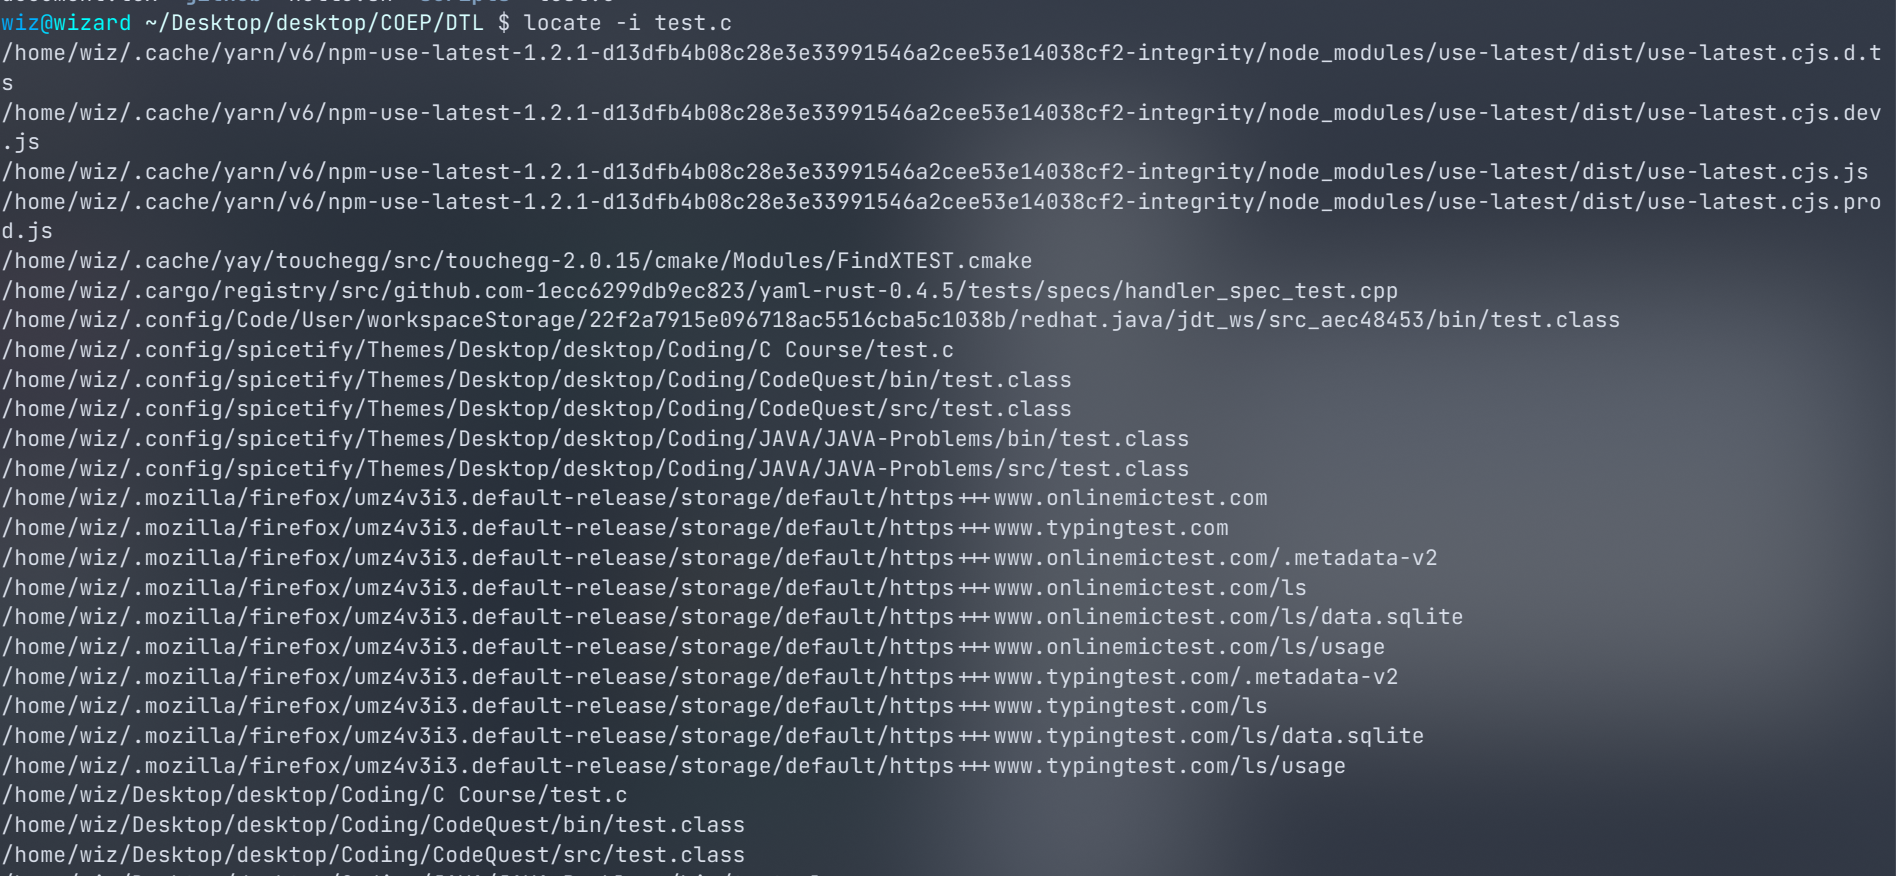 wiz@wizard ~/Desktop/desktop/COEP/DTL $ locate -i test.c
/home/wiz/.cache/yarn/v6/npm-use-latest-1.2.1-d13dfb4b08c28e3e33991546a2cee53e14038cf2-integrity/node_modules/use-latest/dist/use-latest.cjs.d.t
s
/home/wiz/.cache/yarn/v6/npm-use-latest-1.2.1-d13dfb4b08c28e3e33991546a2cee53e14038cf2-integrity/node_modules/use-latest/dist/use-latest.cjs.dev
.js
/home/wiz/.cache/yarn/v6/npm-use-latest-1.2.1-d13dfb4b08c28e3e33991546a2cee53e14038cf2-integrity/node_modules/use-latest/dist/use-latest.cjs.js
/home/wiz/.cache/yarn/v6/npm-use-latest-1.2.1-d13dfb4b08c28e3e33991546a2cee53e14038cf2-integrity/node_modules/use-latest/dist/use-latest.cjs.pro
d.js
/home/wiz/.cache/yay/touchegg/src/touchegg-2.0.15/cmake/Modules/FindXTEST.cmake
/home/wiz/.cargo/registry/src/github.com-1ecc6299db9ec823/yaml-rust-0.4.5/tests/specs/handler_spec_test.cpp
/home/wiz/.config/Code/User/workspaceStorage/22f2a7915e096718ac5516cba5c1038b/redhat.java/jdt_ws/src_aec48453/bin/test.class
/home/wiz/.config/spicetify/Themes/Desktop/desktop/Coding/C Course/test.c
/home/wiz/.config/spicetify/Themes/Desktop/desktop/Coding/CodeQuest/bin/test.class
/home/wiz/.config/spicetify/Themes/Desktop/desktop/Coding/CodeQuest/src/test.class
/home/wiz/.config/spicetify/Themes/Desktop/desktop/Coding/JAVA/JAVA-Problems/bin/test.class
/home/wiz/.config/spicetify/Themes/Desktop/desktop/Coding/JAVA/JAVA-Problems/src/test.class
/home/wiz/.mozilla/firefox/umz4v3i3.default-release/storage/default/https+++www.onlinemictest.com
/home/wiz/.mozilla/firefox/umz4v3i3.default-release/storage/default/https+++www.typingtest.com
/home/wiz/.mozilla/firefox/umz4v3i3.default-release/storage/default/https+++www.onlinemictest.com/.metadata-v2
/home/wiz/.mozilla/firefox/umz4v3i3.default-release/storage/default/https+++www.onlinemictest.com/ls
/home/wiz/.mozilla/firefox/umz4v3i3.default-release/storage/default/https+++www.onlinemictest.com/ls/data.sqlite
/home/wiz/.mozilla/firefox/umz4v3i3.default-release/storage/default/https+++www.onlinemictest.com/ls/usage
/home/wiz/.mozilla/firefox/umz4v3i3.default-release/storage/default/https+++www.typingtest.com/.metadata-v2
/home/wiz/.mozilla/firefox/umz4v3i3.default-release/storage/default/https+++www.typingtest.com/ls
/home/wiz/.mozilla/firefox/umz4v3i3.default-release/storage/default/https+++www.typingtest.com/ls/data.sqlite
/home/wiz/.mozilla/firefox/umz4v3i3.default-release/storage/default/https+++www.typingtest.com/ls/usage
/home/wiz/Desktop/desktop/Coding/C Course/test.c
/home/wiz/Desktop/desktop/Coding/CodeQuest/bin/test.class
/home/wiz/Desktop/desktop/Coding/CodeQuest/src/test.class